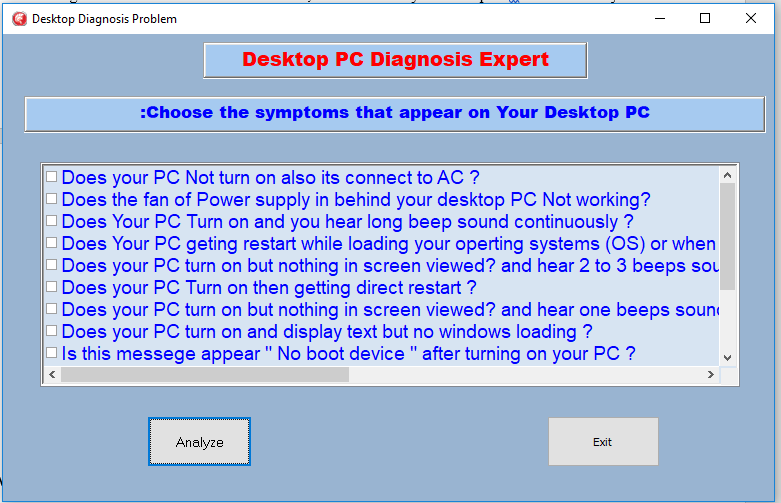 Desktop Diagnosis Problem
Desktop PC Diagnosis Expert
:Choose the symptoms that appear on Your Desktop PC
Does your PC Not turn on also its connect to AC ?
Does the fan of Power supply in behind your desktop PC Not working?
Does Your PC Turn on and you hear long beep sound continuously ?
Does Your PC geting restart while loading your operting systems (OS) or when
Does your PC turn on but nothing in screen viewed? and hear 2 to 3 beeps
Does your PC Turn on then getting direct restart ?
Does your PC turn on but nothing in screen viewed? and hear one beeps sound
Does your PC turn on and display text but no windows loading ?
Is this messege appear " No boot device " after turning on your PC ?
Analyze
Exit